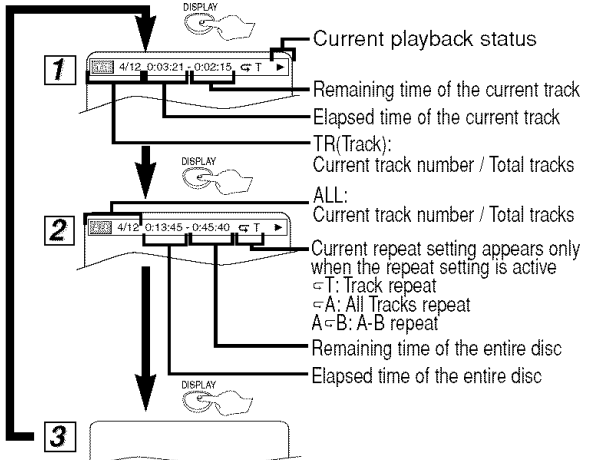 DISPLAY
Current playback status
1
4/12 0:03:21 - 0:02:15 T
Remaining time of the current track
Elapsed time of the current track
TR(Track):
Current track number / Total tracks
DISPLAY
ALL:
Current track number / Total tracks
2
4/12 0:13:45 - 0:45:40 T
Current repeat setting appears only
when the repeat setting is active
T: Track repeat
A: All Tracks repeat
A B: A-B repeat
Remaining time of the entire disc
Elapsed time of the entire disc
DISPLAY
3